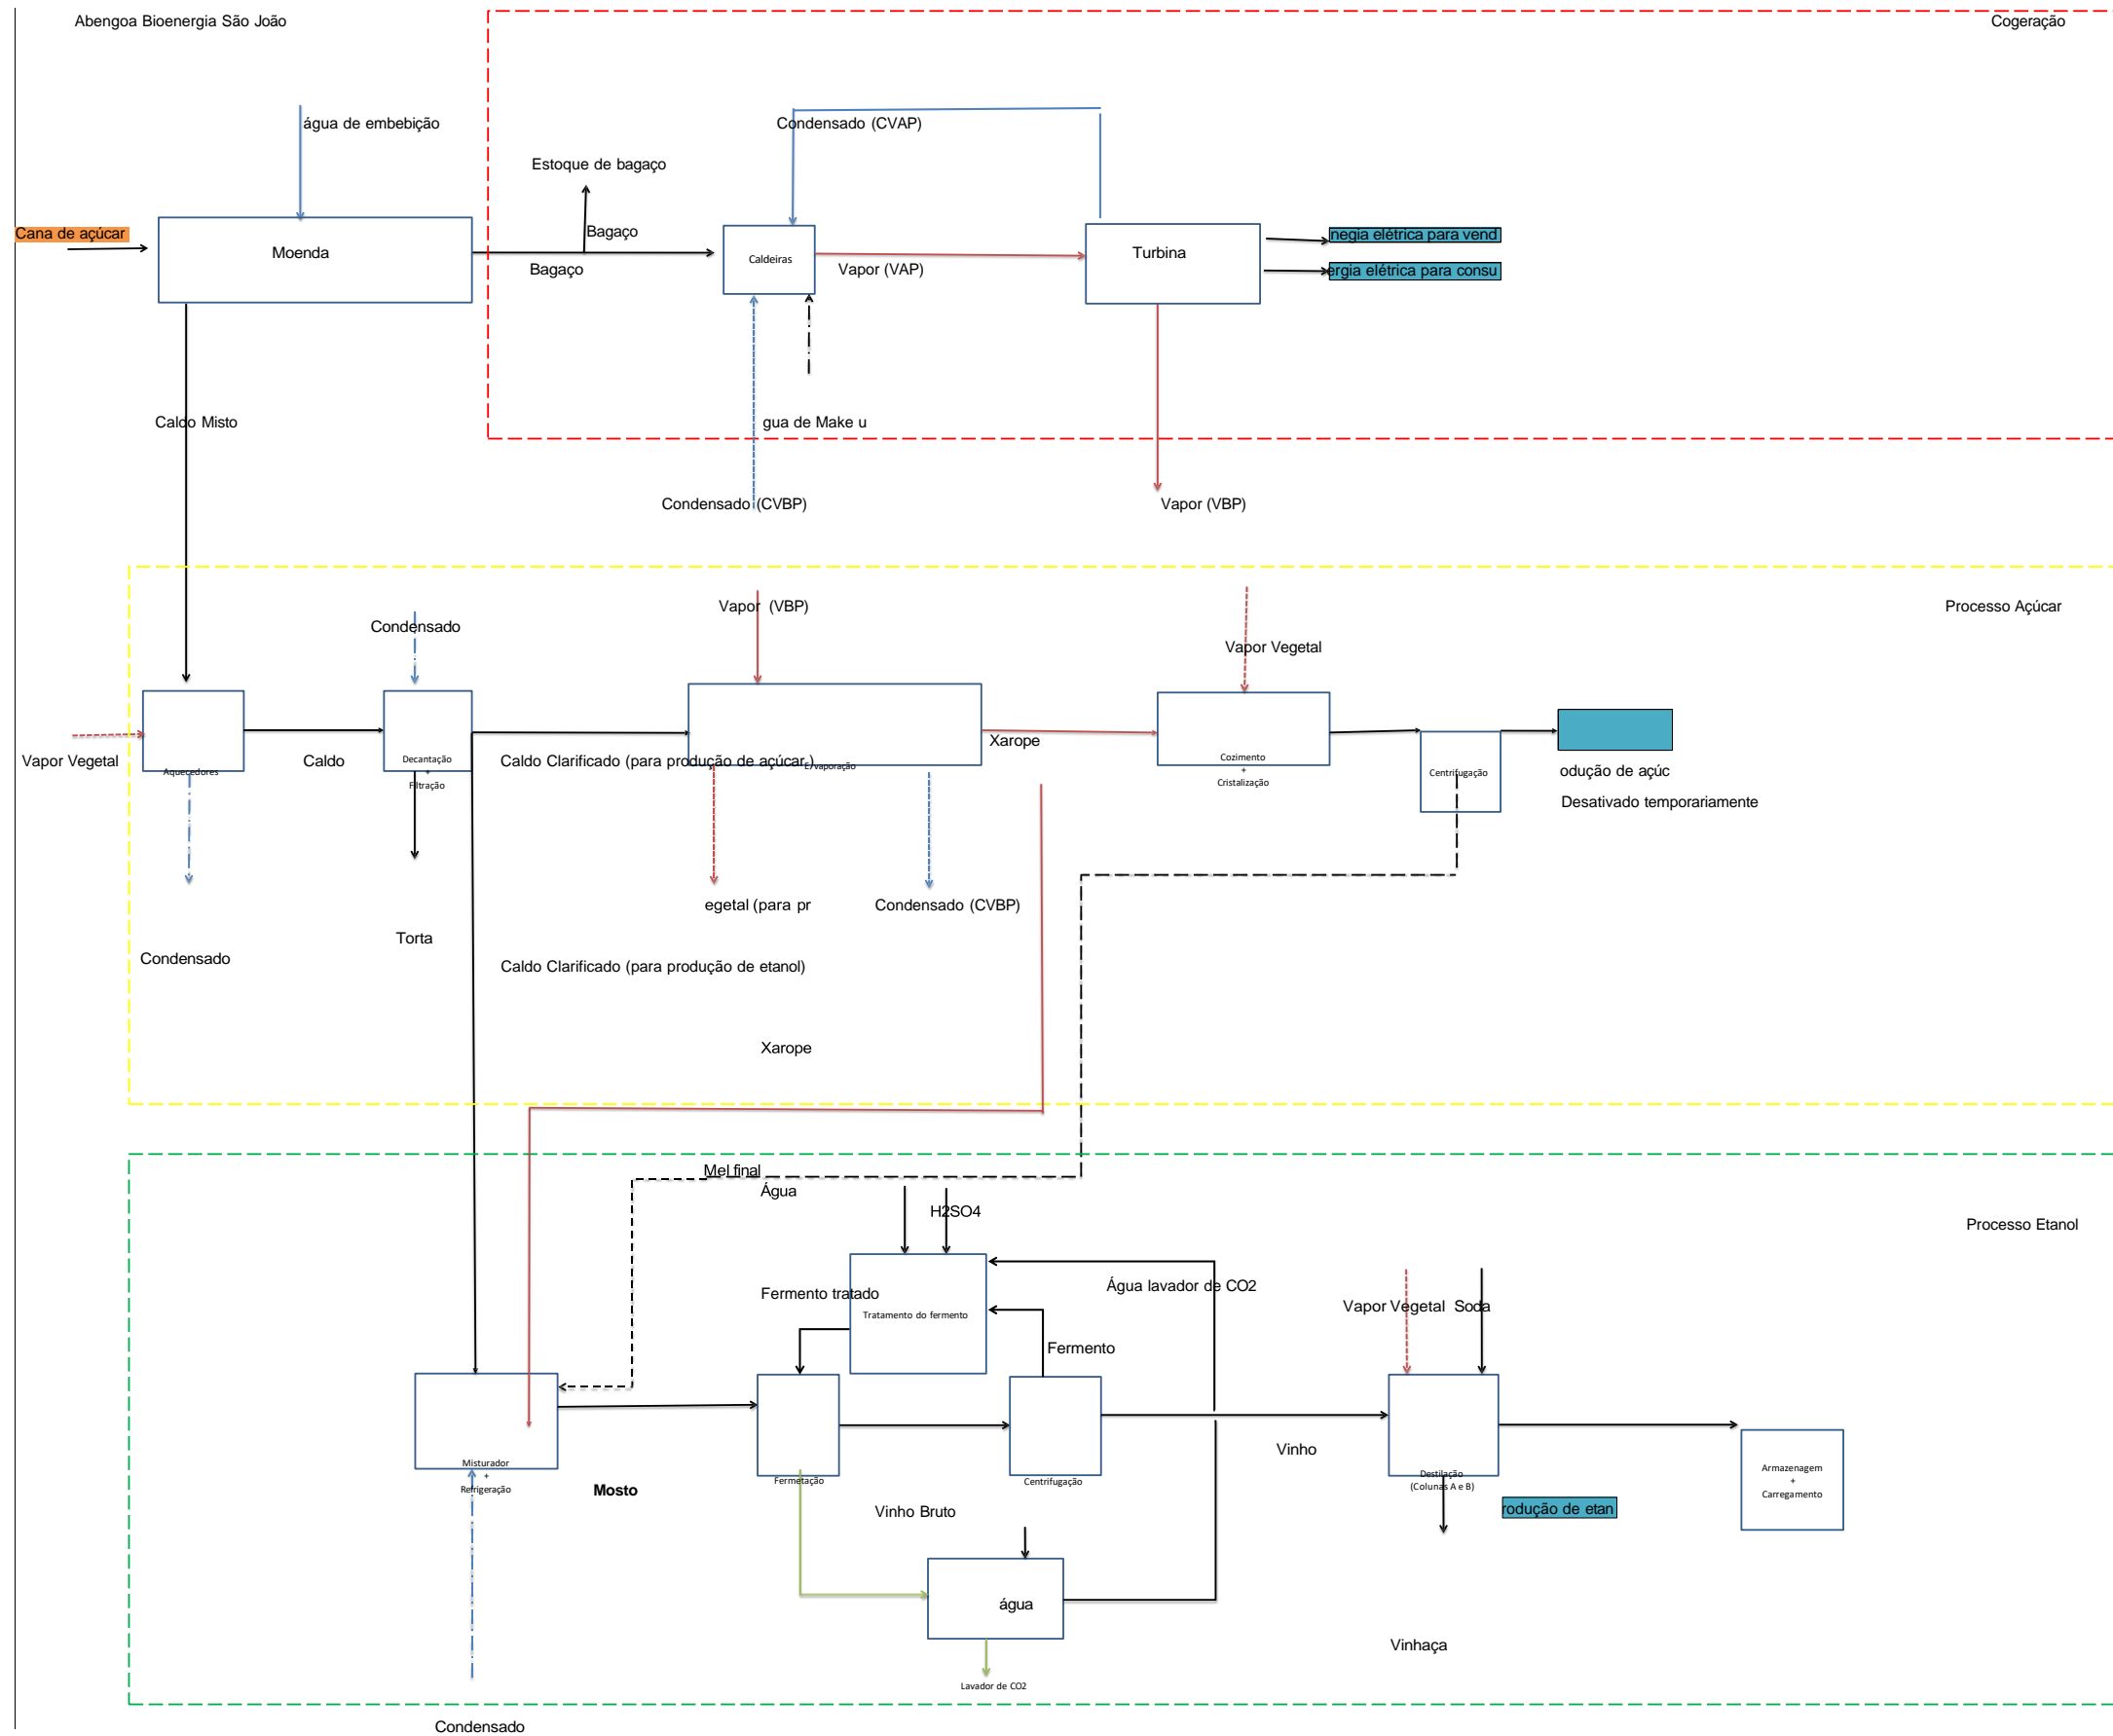 Abengoa Bioenergia São João
Cogeração
água de embebição
Condensado (CVAP)
Estoque de bagaço
Cana de açúcar
Moenda
Bagaço
Bagaço
Caldeiras
Vapor (VAP)
Turbina
negia elétrica para vend
ergia elétrica para consu
Caldo Misto
gua de Make u
Condensado (CVBP)
Vapor (VBP)
Vapor (VBP)
Processo Açúcar
Condensado
Vapor Vegetal
Vapor Vegetal
Aquecedores
Caldo
Decantação
+
Filtração
Caldo Clarificado (para produção de açúcar)
Evaporação
Xarope
Cozimento
+
Cristalização
Centrifugação
odução de açúc
Desativado temporariamente
egetal (para pr
Condensado (CVBP)
Torta
Condensado
Caldo Clarificado (para produção de etanol)
Xarope
Mel final
Água
H2SO4
Processo Etanol
Fermento tratado
Tratamento do fermento
Água lavador de CO2
Vapor Vegetal
Soda
Fermento
Misturador
+
Refrigeração
Mosto
Fermetação
Centrifugação
Vinho
Destilação
(Colunas A e B)
Armazenagem
+
Carregamento
Vinho Bruto
rodução de etan
água
Vinhaça
Lavador de CO2
Condensado